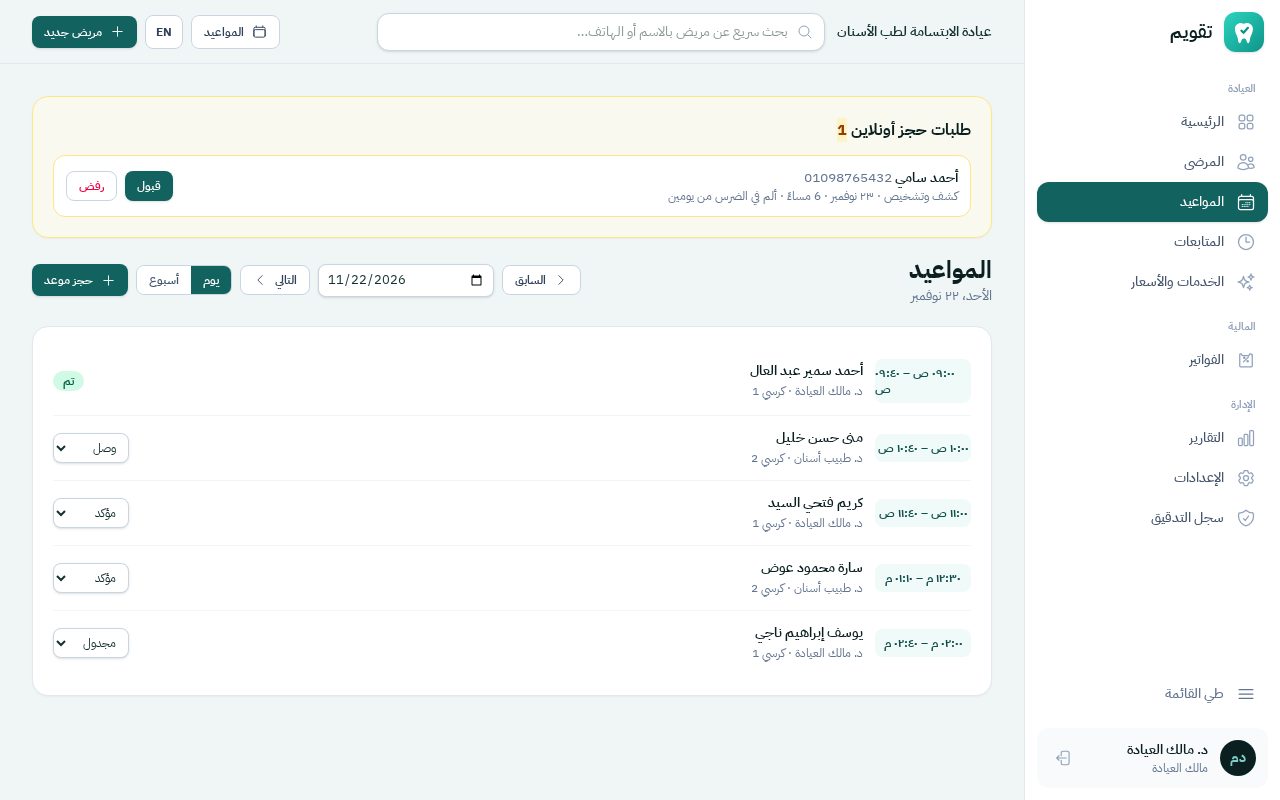 تقويم
العيادة
الرئيسية
المرضى
المواعيد
المتابعات
الخدمات والأسعار
المالية
الفواتير
الإدارة
التقارير
الإعدادات
سجل التدقيق
طي القائمة
دم
د. مالك العيادة
مالك العيادة
عيادة الابتسامة لطب الأسنان
بحث سريع عن مريض بالاسم أو الهاتف...
المواعيد
EN
مريض جديد
طلبات حجز أونلاين 1
أحمد سامي 01098765432
كشف وتشخيص · ٢٣ نوفمبر · 6 مساءً · ألم في الضرس من يومين
قبول
رفض
المواعيد
الأحد، ٢٢ نوفمبر
السابق
11/22/2026
التالي
يوم
أسبوع
حجز موعد
٠٩:٠٠ ص – ٠٩:٤٠
ص
أحمد سمير عبد العال
د. مالك العيادة · كرسي 1
تم
١٠:٠٠ ص – ١٠:٤٠ ص
منى حسن خليل
د. طبيب أسنان · كرسي 2
وصل
١١:٠٠ ص – ١١:٤٠ ص
كريم فتحي السيد
د. مالك العيادة · كرسي 1
مؤكد
١٢:٣٠ م – ٠١:١٠ م
سارة محمود عوض
د. طبيب أسنان · كرسي 2
مؤكد
٠٢:٠٠ م – ٠٢:٤٠ م
يوسف إبراهيم ناجي
د. مالك العيادة · كرسي 1
مجدول